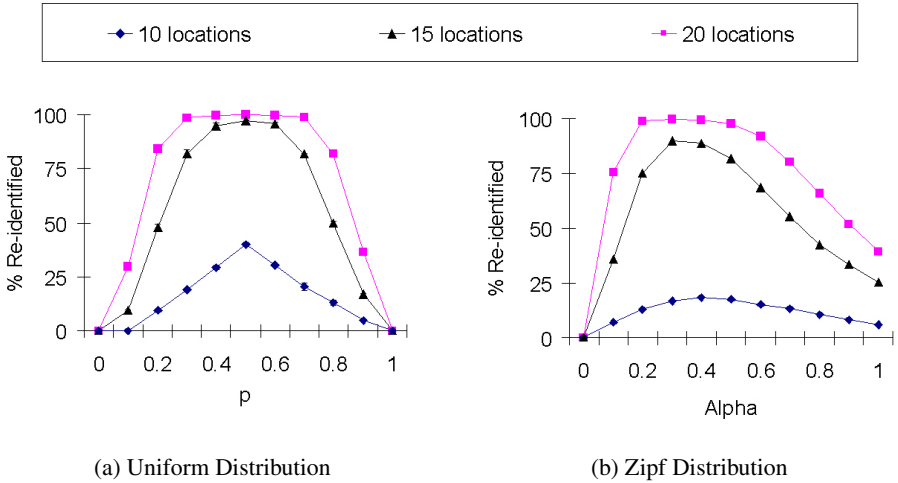 10 locations 15 locations 20 locations
% Re-identified
100
75
50
25
0
0 0.2 0.4 0.6 0.8 1
p
(a) Uniform Distribution
% Re-identified
100
75
50
25
0
0 0.2 0.4 0.6 0.8 1
Alpha
(b) Zipf Distribution